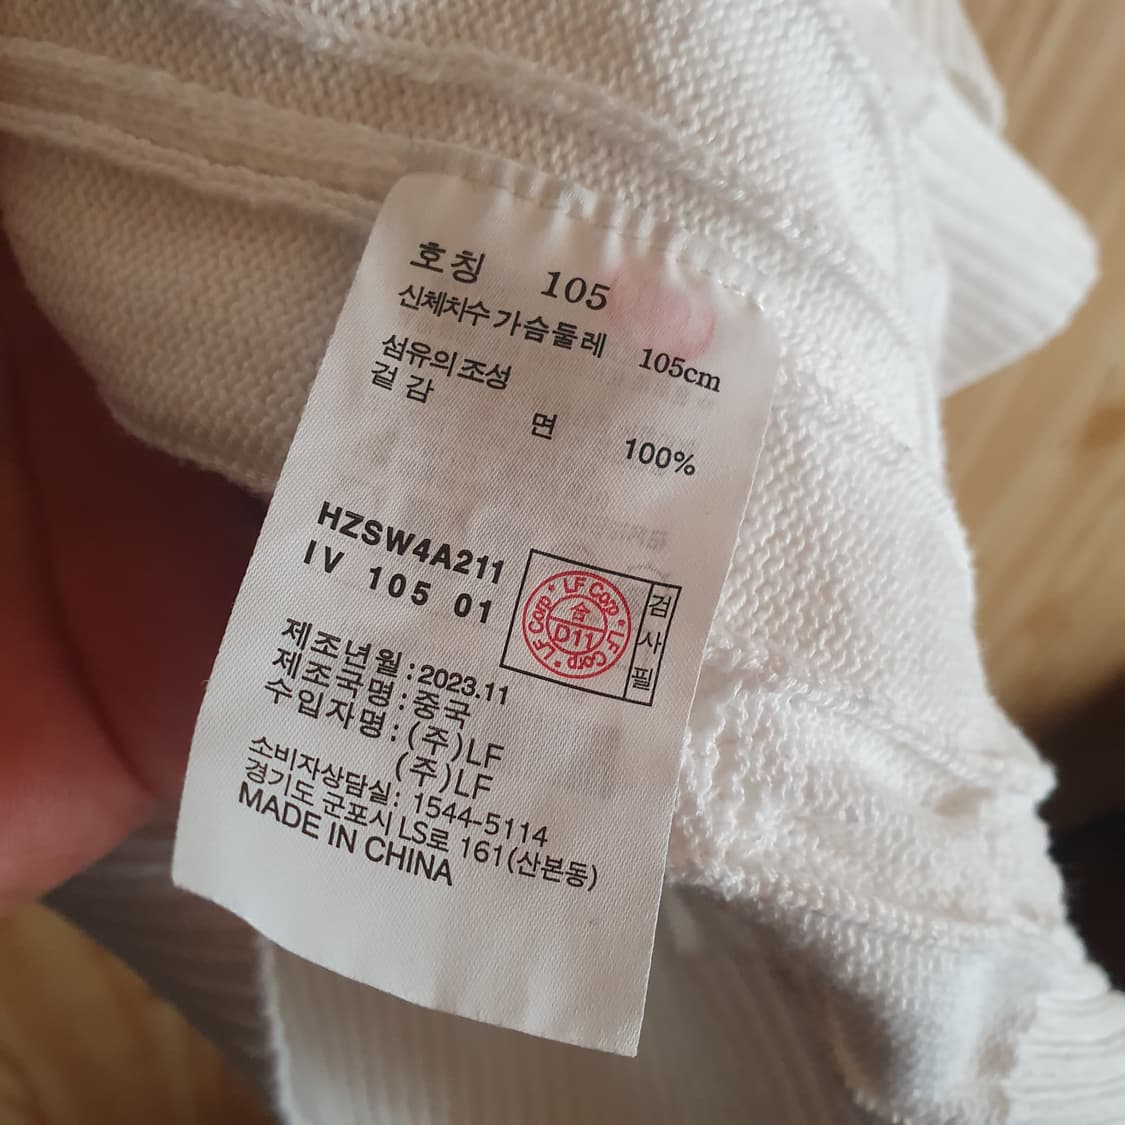 호칭 105
신체치수 가슴둘레 105cm
섬유의 조성
겉감
면 100%
HZSW4A211
IV 105 01
LF Corp * LF Corp * LF Corp *
合
D11
검사필
제조년월 : 2023.11
제조국명 : 중국
수입자명 : (주)LF
(주)LF
소비자상담실: 1544-5114
경기도 군포시 LS로 161(산본동)
MADE IN CHINA